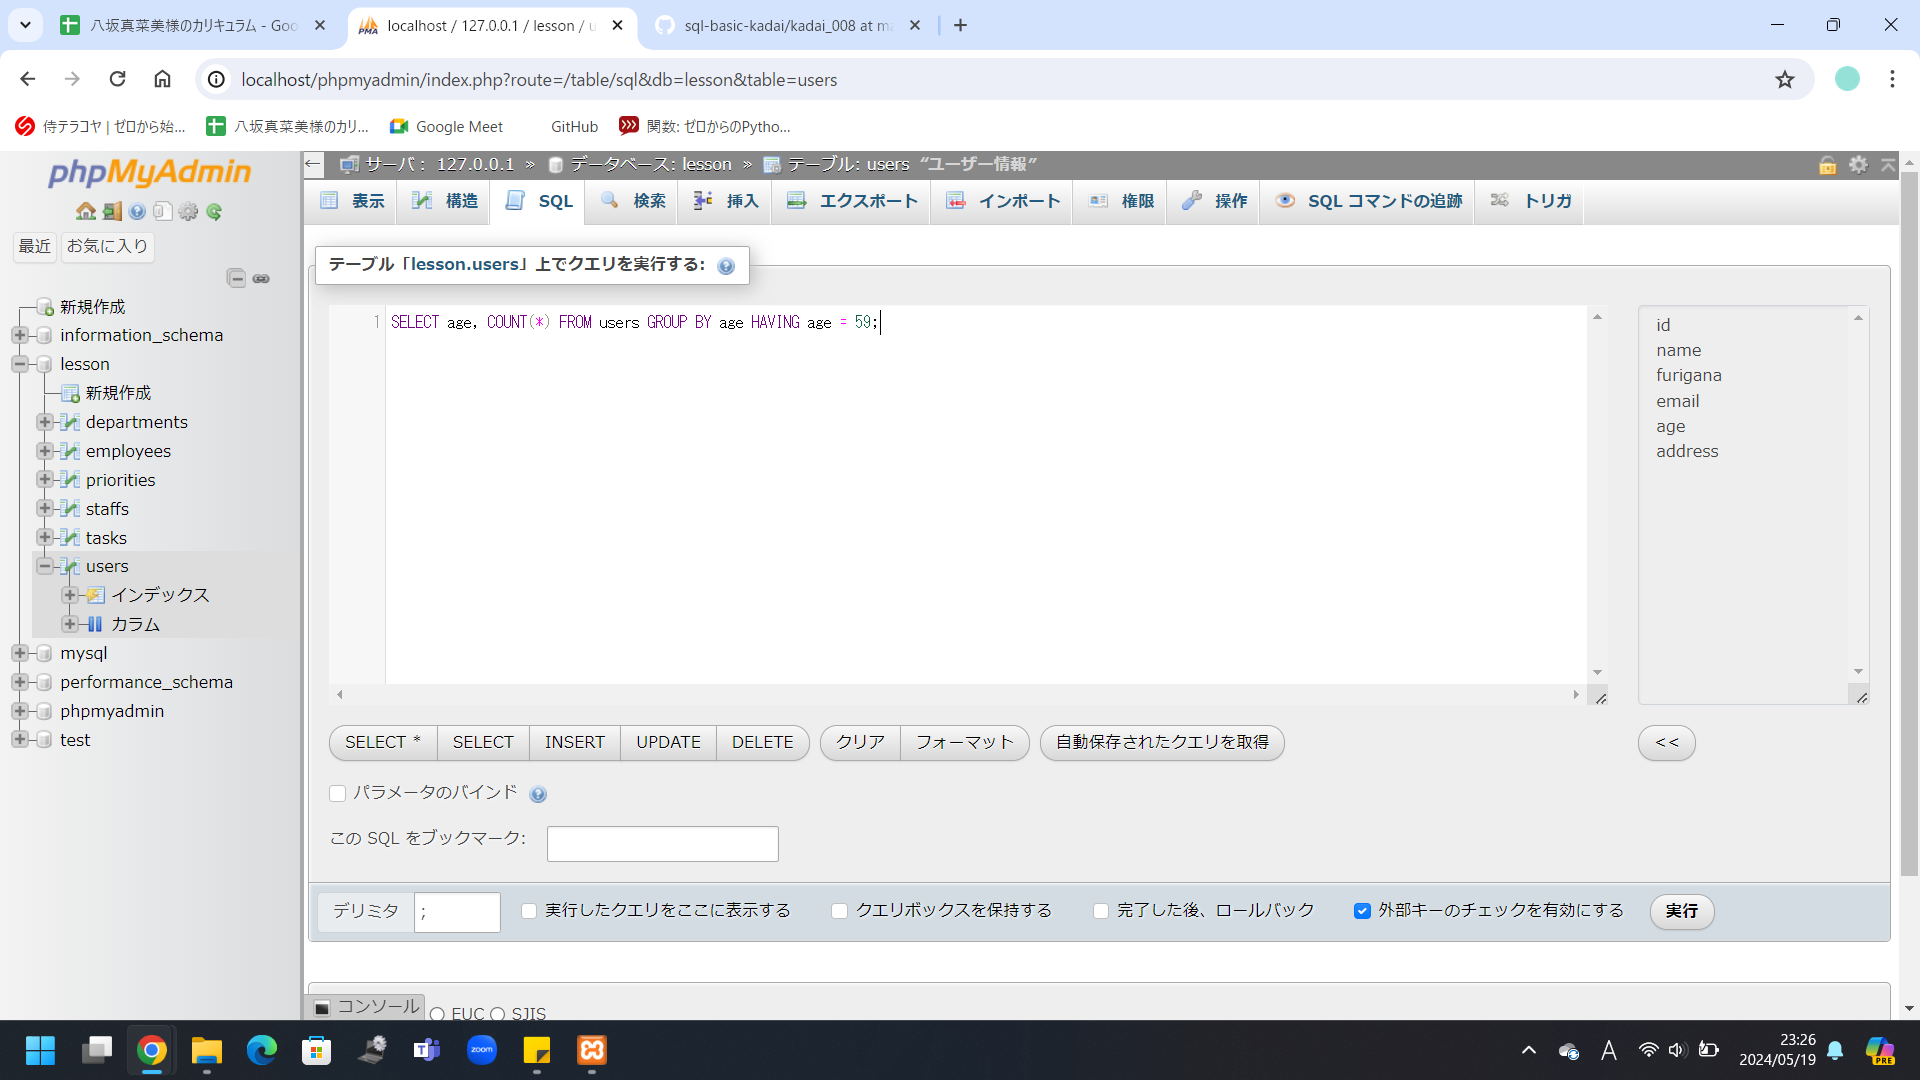 八坂真菜美様のカリキュラム - Goo
localhost / 127.0.0.1 / lesson / u
sql-basic-kadai/kadai_008 at ma
localhost/phpmyadmin/index.php?route=/table/sql&db=lesson&table=users
侍テラコヤ | ゼロから始...
八坂真菜美様のカリ...
Google Meet
GitHub
関数: ゼロからのPytho...
phpMyAdmin
最近
お気に入り
新規作成
information_schema
lesson
新規作成
departments
employees
priorities
staffs
tasks
users
インデックス
カラム
mysql
performance_schema
phpmyadmin
test
サーバ: 127.0.0.1 » データベース: lesson » テーブル: users “ユーザー情報”
表示
構造
SQL
検索
挿入
エクスポート
インポート
権限
操作
SQL コマンドの追跡
トリガ
テーブル「lesson.users」上でクエリを実行する:
1 SELECT age, COUNT(*) FROM users GROUP BY age HAVING age = 59;
id
name
furigana
email
age
address
SELECT *
SELECT
INSERT
UPDATE
DELETE
クリア
フォーマット
自動保存されたクエリを取得
<<
パラメータのバインド
この SQL をブックマーク:
デリミタ
;
実行したクエリをここに表示する
クエリボックスを保持する
完了した後、ロールバック
外部キーのチェックを有効にする
実行
コンソール
EUC
SJIS
zoom
A
23:26
2024/05/19
PRE